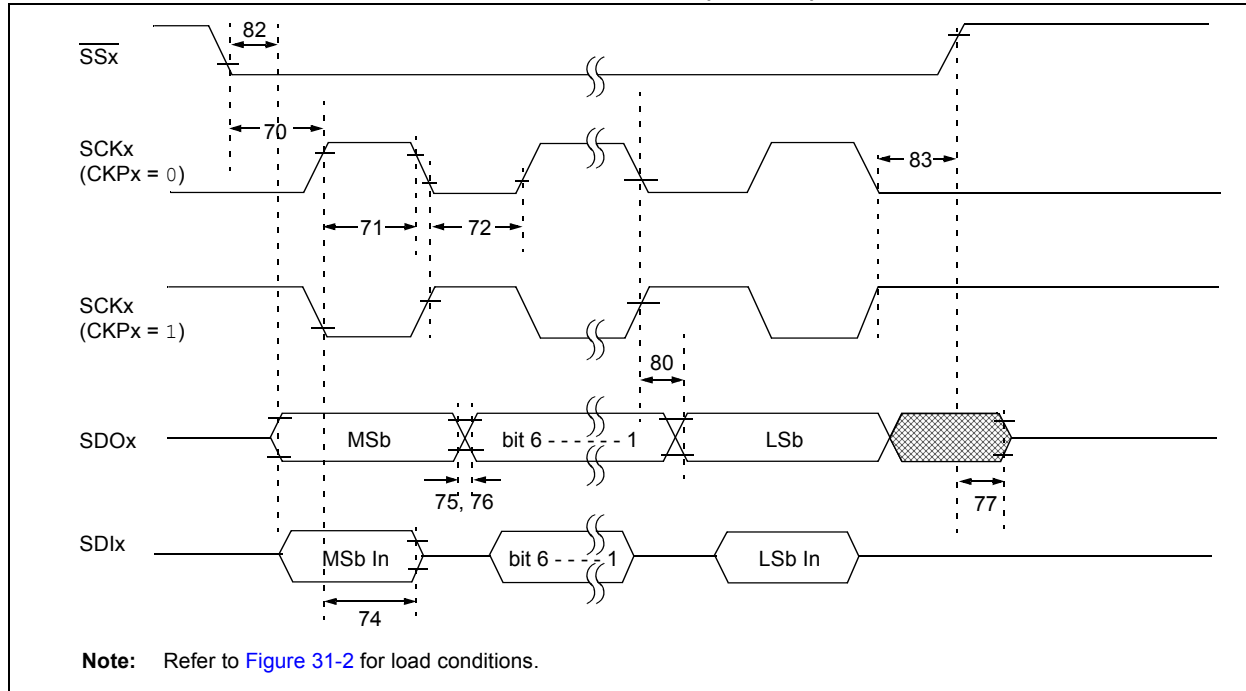 82
SSx
70
SCKx
(CKPx = 0)
83
71
72
SCKx
(CKPx = 1)
80
SDOx
MSb
bit 6 - - - - - - 1
LSb
75, 76
77
SDIx
MSb In
bit 6 - - - - 1
LSb In
74
Note: Refer to Figure 31-2 for load conditions.